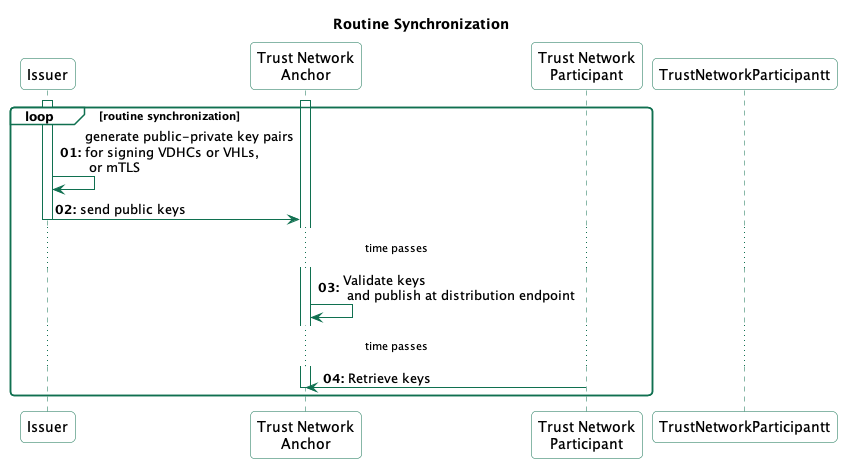 Routine Synchronization
Issuer
Trust Network
Anchor
Trust Network
Participant
TrustNetworkParticipantt
loop
[routine synchronization]
01: generate public-private key pairs
for signing VDHCs or VHLs,
or mTLS
02: send public keys
time passes
03: Validate keys
and publish at distribution endpoint
time passes
04: Retrieve keys
Issuer
Trust Network
Anchor
Trust Network
Participant
TrustNetworkParticipantt